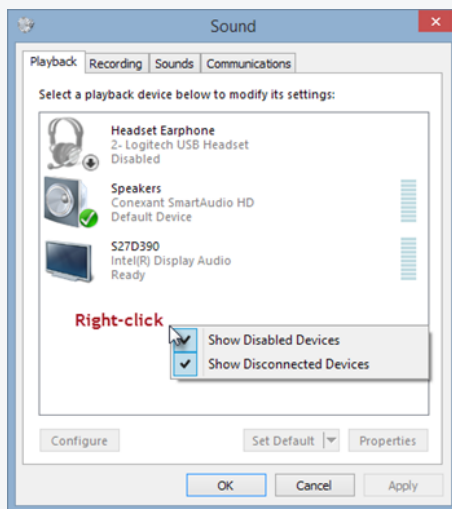 Sound
Playback Recording Sounds Communications
Select a playback device below to modify its settings:
Headset Earphone
2- Logitech USB Headset
Disabled
Speakers
Conexant SmartAudio HD
Default Device
S27D390
Intel(R) Display Audio
Ready
Right-click
Show Disabled Devices
Show Disconnected Devices
Configure Set Default Properties
OK Cancel Apply